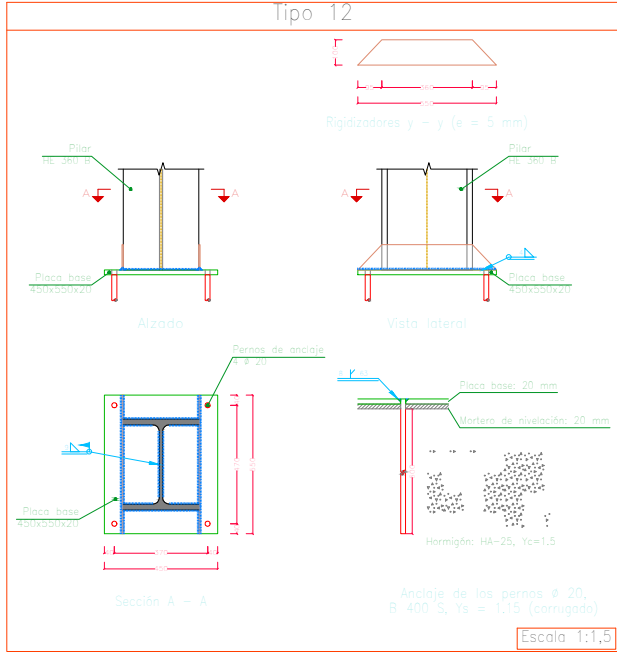 Tipo 12
Rigidizadores y - y (e = 5 mm)
Pilar
HE 360 B
Pilar
HE 360 B
A
A
A
A
Placa base
450x550x20
Placa base
450x550x20
Alzado
Vista lateral
Pernos de anclaje
4 Ø 20
Placa base: 20 mm
Mortero de nivelación: 20 mm
Placa base
450x550x20
Hormigón: HA-25, Yc=1,5
Sección A - A
Anclaje de los pernos Ø 20,
B 400 S, Ys = 1,15 (corrugado)
Escala 1:1,5